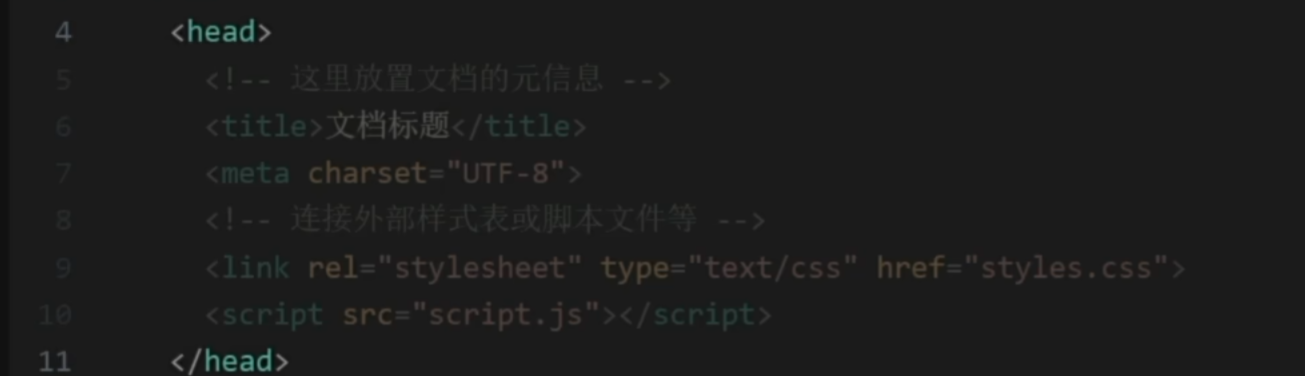 4 <head>
5 <!-- 这里放置文档的元信息 -->
6 <title>文档标题</title>
7 <meta charset="UTF-8">
8 <!-- 连接外部样式表或脚本文件等 -->
9 <link rel="stylesheet" type="text/css" href="styles.css">
10 <script src="script.js"></script>
11 </head>